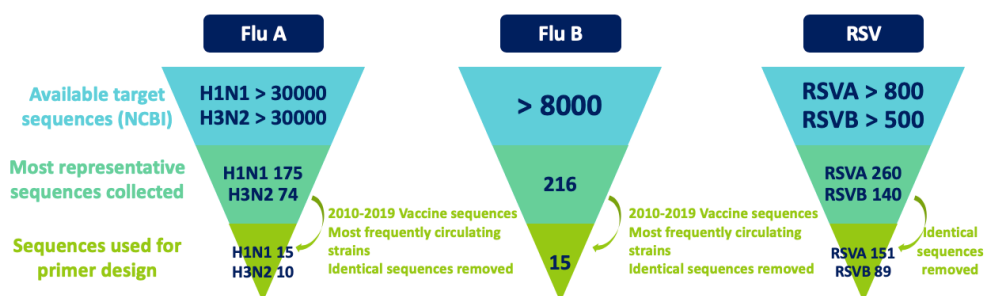 Flu A
Flu B
RSV
Available target
sequences (NCBI)
H1N1 > 30000
H3N2 > 30000
> 8000
RSVA > 800
RSVB > 500
Most representative
sequences collected
H1N1 175
H3N2 74
216
RSVA 260
RSVB 140
2010-2019 Vaccine sequences
Most frequently circulating
strains
Identical sequences removed
2010-2019 Vaccine sequences
Most frequently circulating
strains
Identical sequences removed
Identical
sequences
removed
Sequences used for
primer design
H1N1 15
H3N2 10
15
RSVA 151
RSVB 89